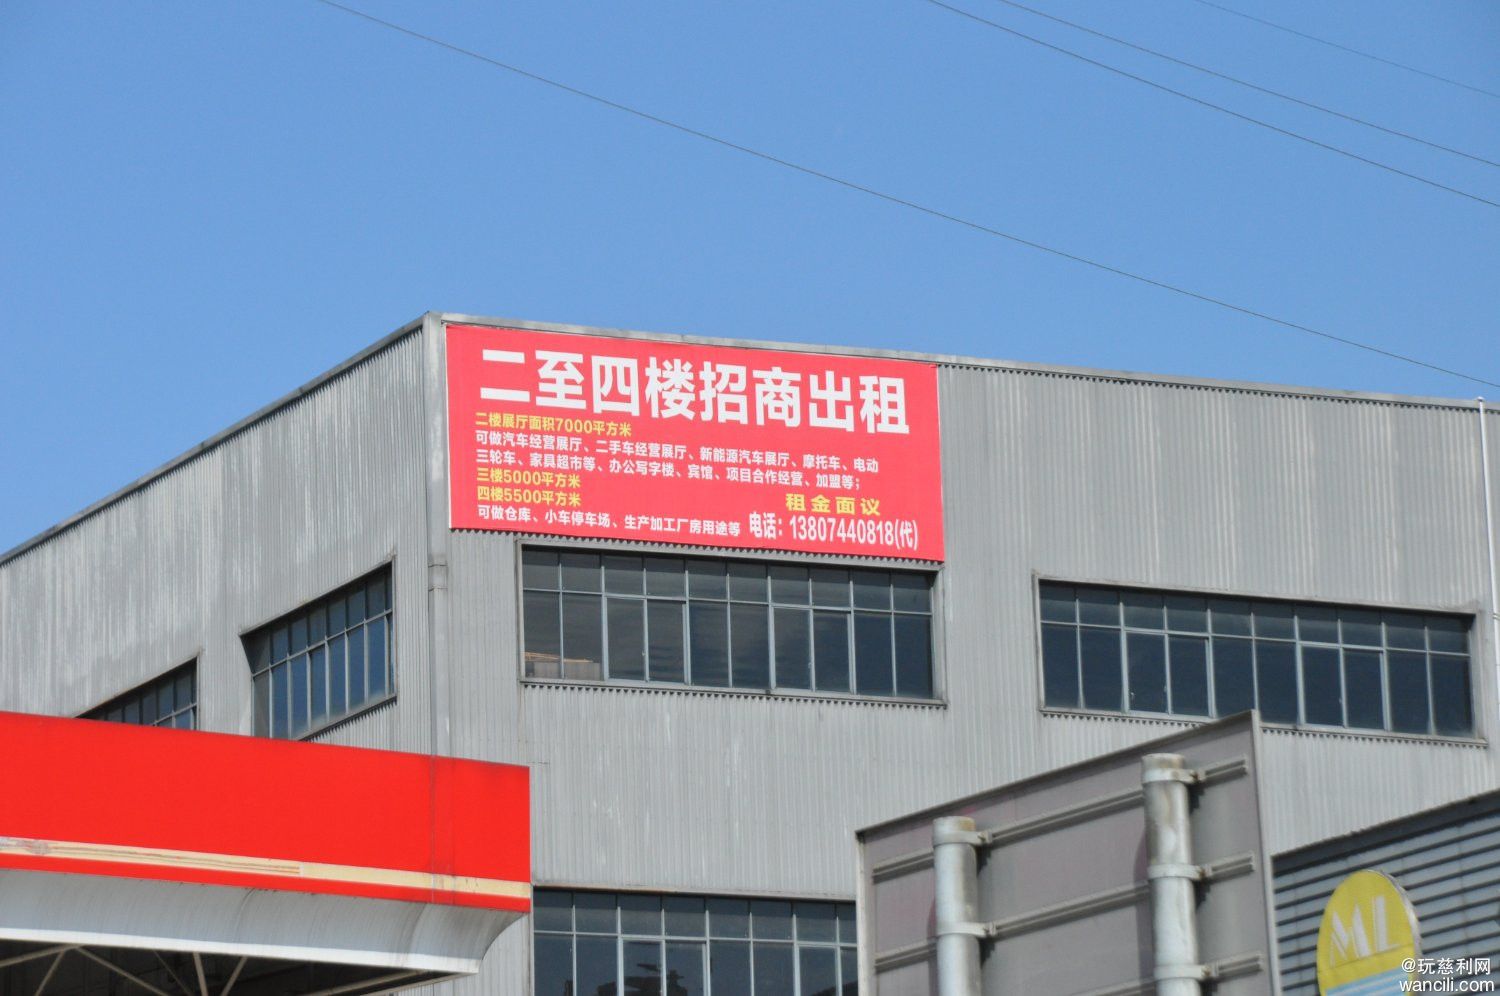 二至四楼招商出租
二楼展厅面积7000平方米
可做汽车经营展厅、二手车经营展厅、新能源汽车展厅、摩托车、电动
三轮车、家具超市等、办公写字楼、宾馆、项目合作经营、加盟等；
三楼5000平方米
四楼5500平方米
租金面议
可做仓库、小车停车场、生产加工厂房用途等
电话：13807440818(代)
ML
@玩慈利网
wancili.com